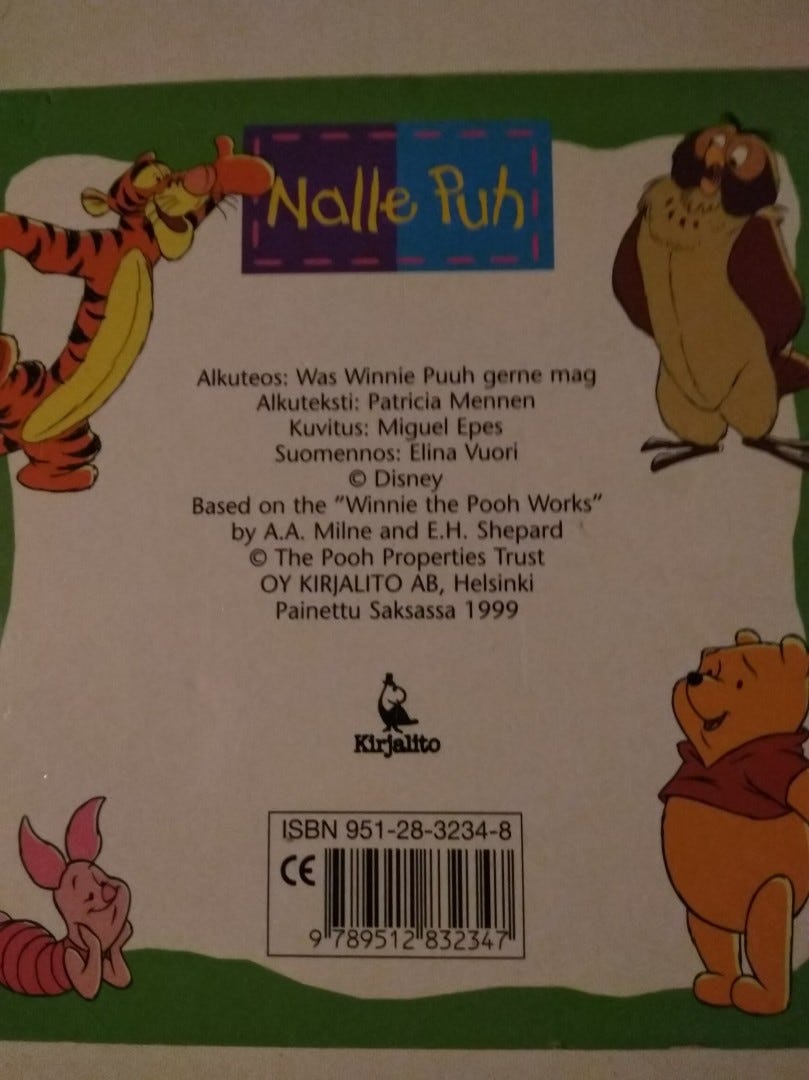 Nalle Puh
Alkuteos: Was Winnie Puuh gerne mag
Alkuteksti: Patricia Mennen
Kuvitus: Miguel Epes
Suomennos: Elina Vuori
© Disney
Based on the "Winnie the Pooh Works"
by A.A. Milne and E.H. Shepard
© The Pooh Properties Trust
OY KIRJALITO AB, Helsinki
Painettu Saksassa 1999
Kirjalito
ISBN 951-28-3234-8
CE
9 789512 832347